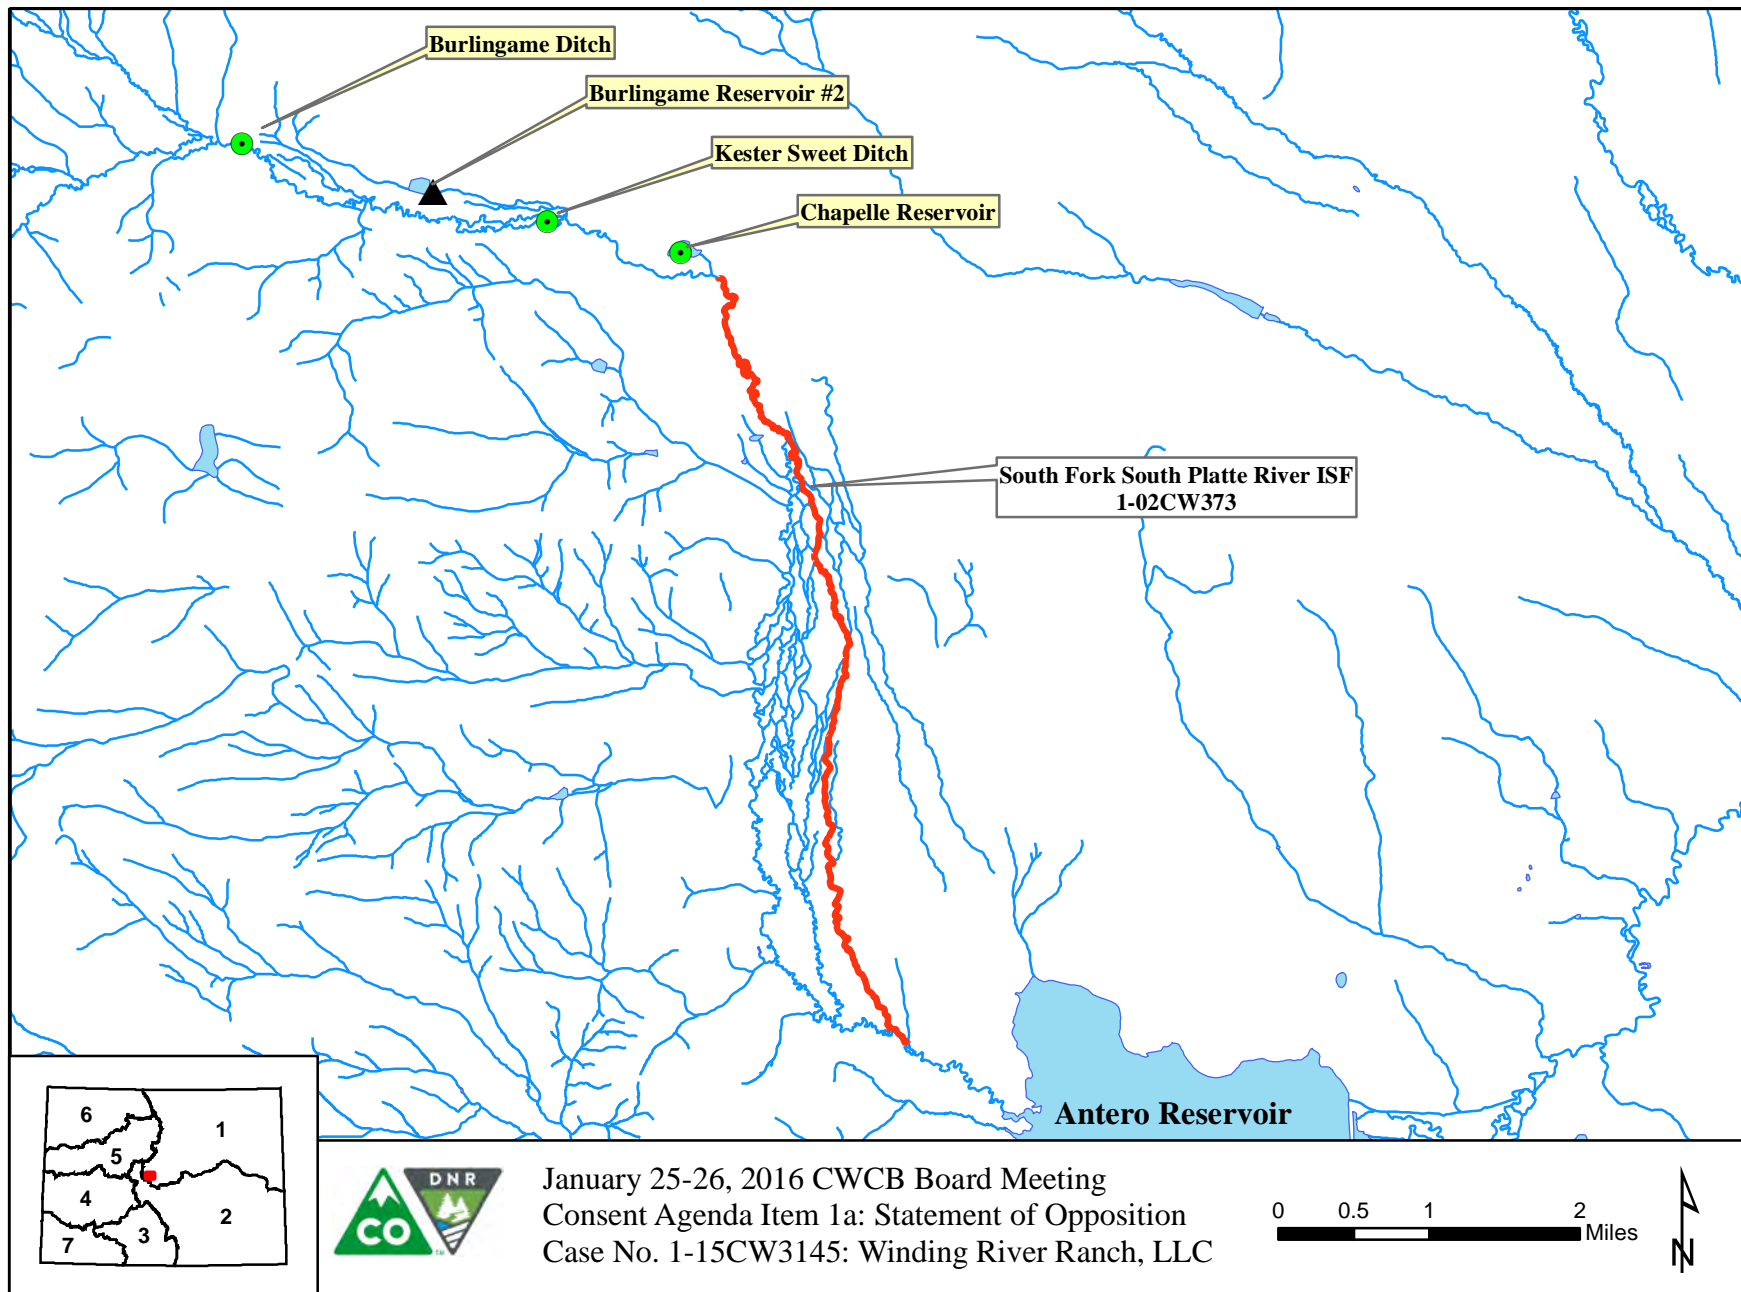 Burlingame Ditch
Burlingame Reservoir #2
Kester Sweet Ditch
Chapelle Reservoir
South Fork South Platte River ISF
1-02CW373
Antero Reservoir
6
1
5
4
2
3
7
CO
DNR
January 25-26, 2016 CWCB Board Meeting
Consent Agenda Item 1a: Statement of Opposition
Case No. 1-15CW3145: Winding River Ranch, LLC
0 0.5 1 2
Miles
N